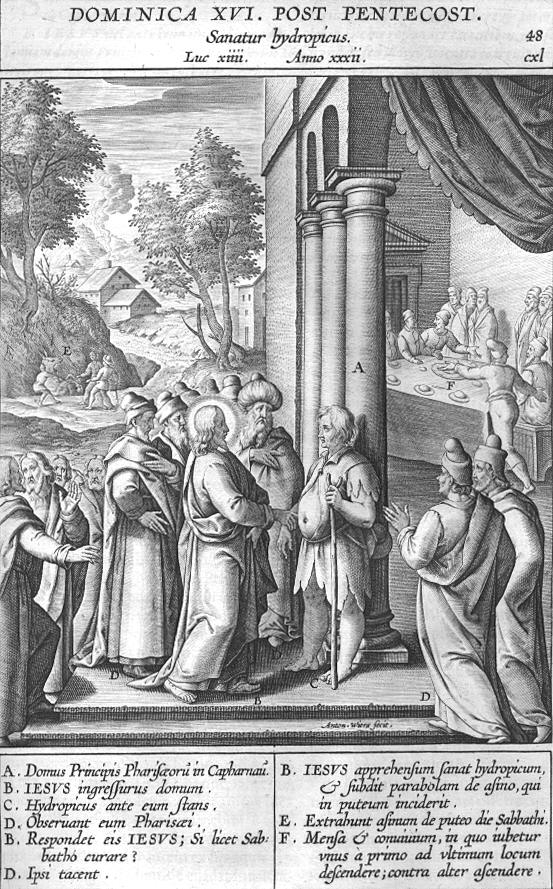 DOMINICA XVI. POST PENTECOST.
Sanatur hydropicus. 48
Luc xiiii. Anno xxxii. cxl
E
A
F
D
B
C
D
Anton. Wierx fecit.
A. Domus Principis Pharisæorũ in Capharnaũ.
B. IESVS ingressurus domum.
C. Hydropicus ante eum stans.
D. Obseruant eum Pharisæi.
B. Respondet eis IESVS; Si licet Sab-
batho curare?
D. Ipsi tacent.
B. IESVS apprehensum sanat hydropicum,
& subdit parabolam de asino, qui
in puteum inciderit.
E. Extrahunt asinum de puteo die Sabbathi.
F. Mensa & conuiuium, in quo iubetur
vnus a primo ad vltimum locum
descendere; contra alter ascendere.